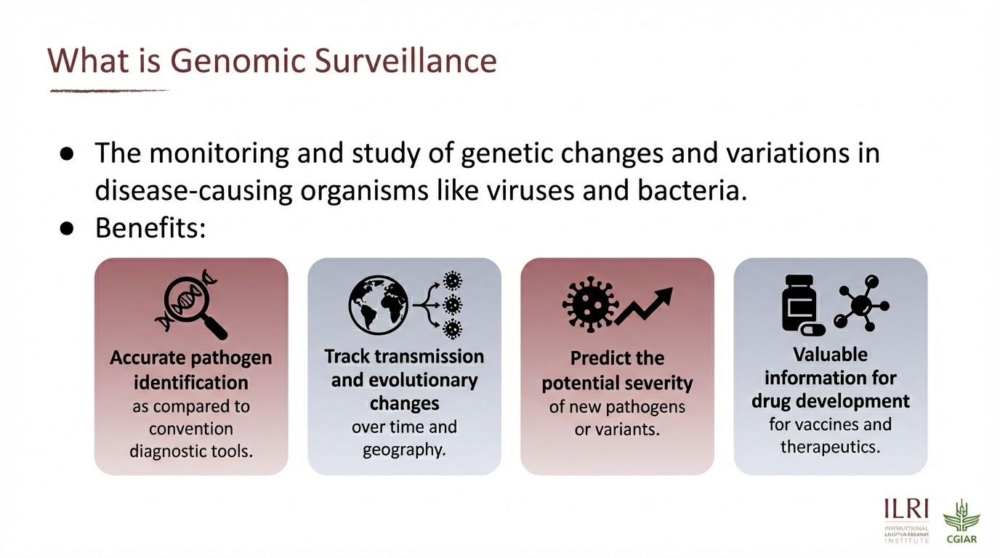 What is Genomic Surveillance
● The monitoring and study of genetic changes and variations in
disease-causing organisms like viruses and bacteria.
● Benefits:
Accurate pathogen
identification
as compared to
convention
diagnostic tools.
Track transmission
and evolutionary
changes
over time and
geography.
Predict the
potential severity
of new pathogens
or variants.
Valuable
information for
drug development
for vaccines and
therapeutics.
ILRI
INSTITUTE
CGIAR